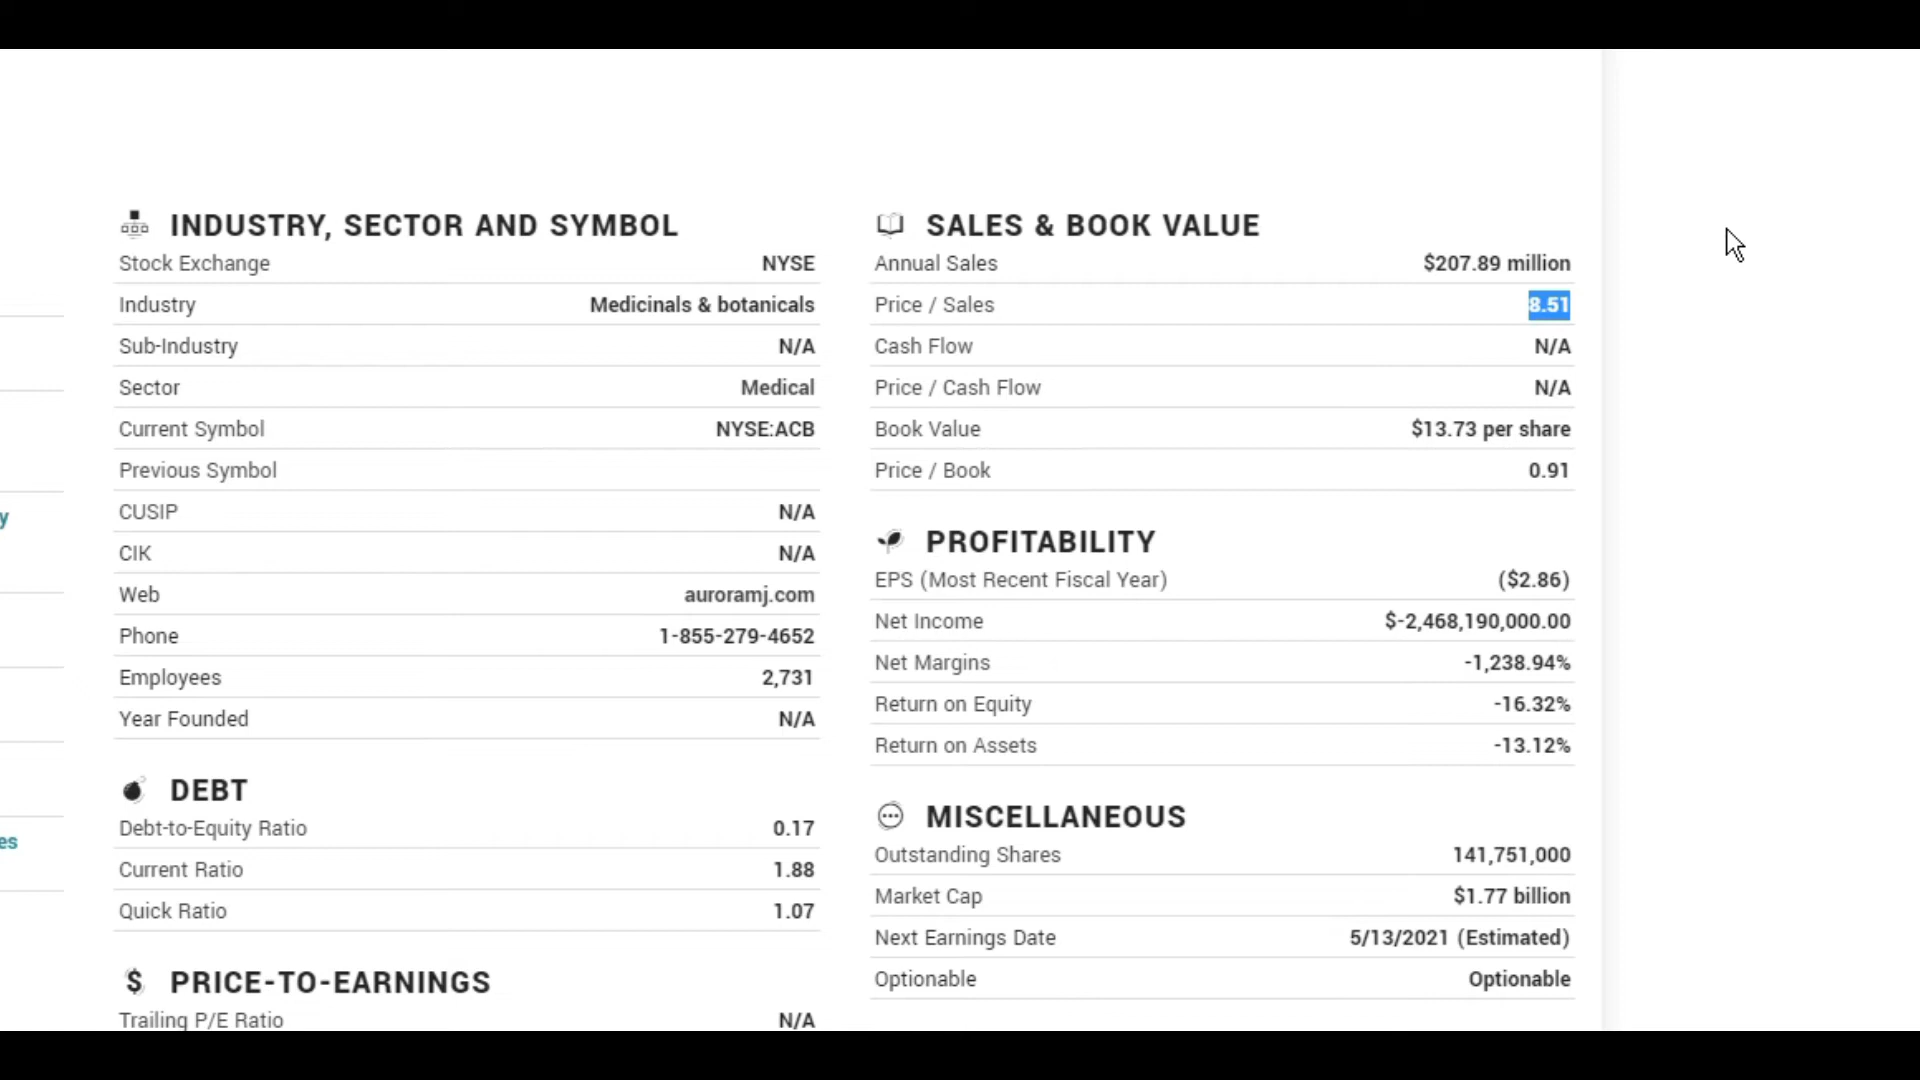 y
es
INDUSTRY, SECTOR AND SYMBOL
Stock Exchange NYSE
Industry Medicinals & botanicals
Sub-Industry N/A
Sector Medical
Current Symbol NYSE:ACB
Previous Symbol
CUSIP N/A
CIK N/A
Web auroramj.com
Phone 1-855-279-4652
Employees 2,731
Year Founded N/A
DEBT
Debt-to-Equity Ratio 0.17
Current Ratio 1.88
Quick Ratio 1.07
$ PRICE-TO-EARNINGS
Trailing P/E Ratio N/A
SALES & BOOK VALUE
Annual Sales $207.89 million
Price / Sales 8.51
Cash Flow N/A
Price / Cash Flow N/A
Book Value $13.73 per share
Price / Book 0.91
PROFITABILITY
EPS (Most Recent Fiscal Year) ($2.86)
Net Income $-2,468,190,000.00
Net Margins -1,238.94%
Return on Equity -16.32%
Return on Assets -13.12%
MISCELLANEOUS
Outstanding Shares 141,751,000
Market Cap $1.77 billion
Next Earnings Date 5/13/2021 (Estimated)
Optionable Optionable